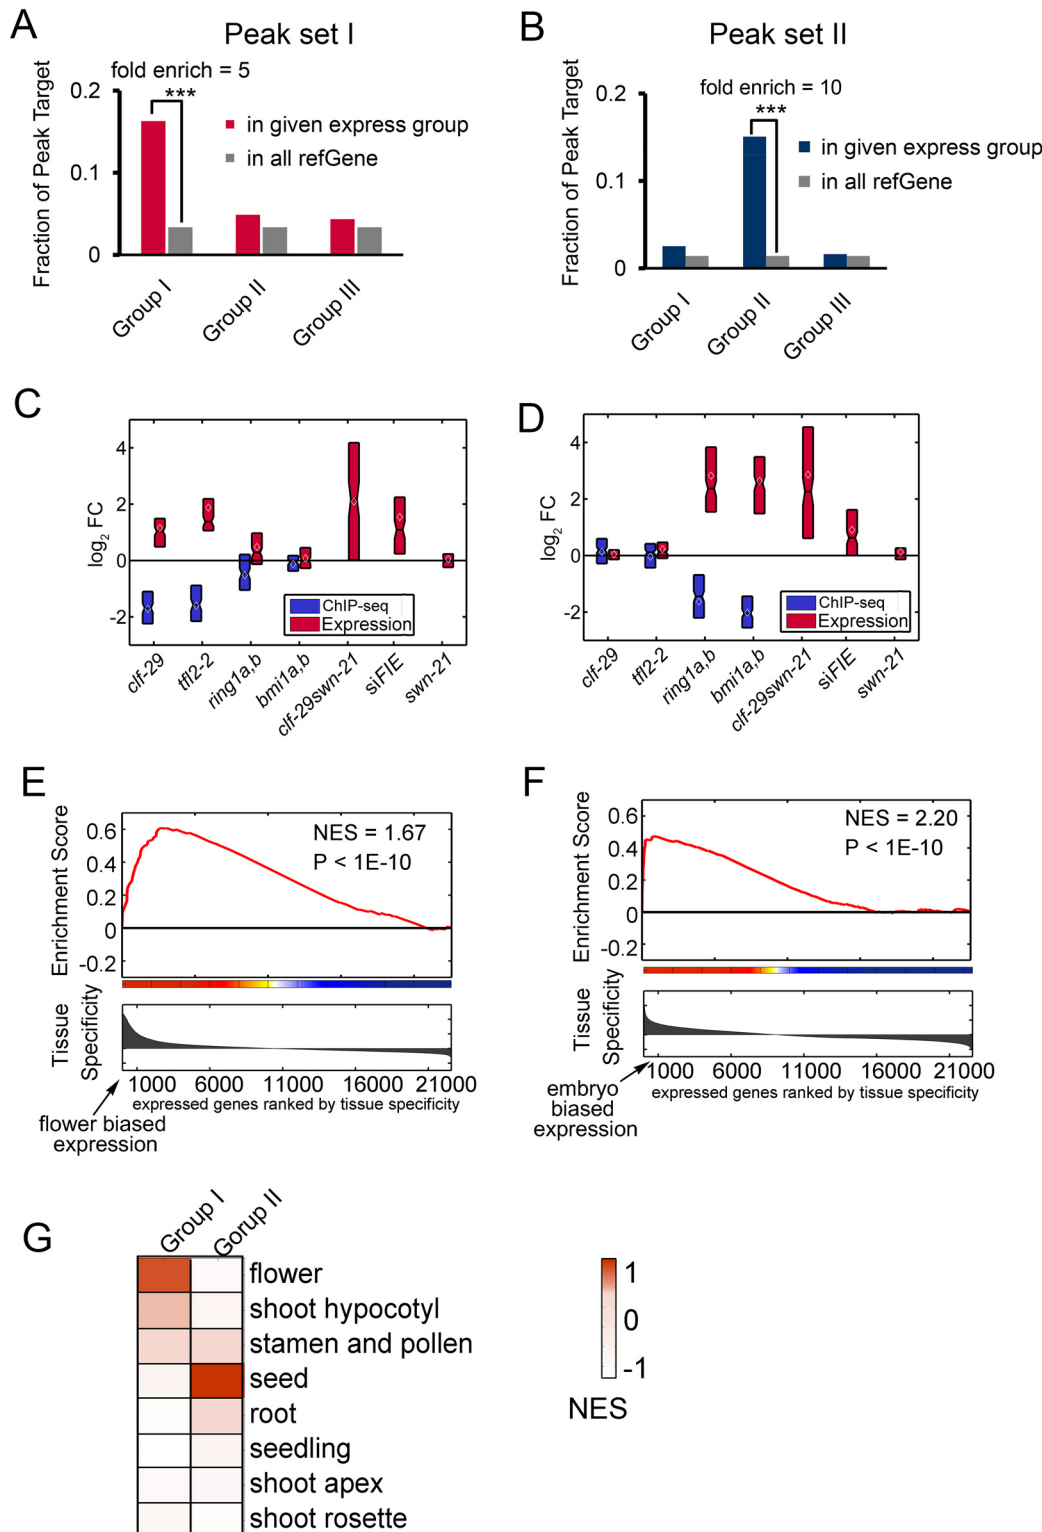 A
Peak set I
fold enrich = 5
***
0.2
0.1
0
Fraction of Peak Target
in given express group
in all refGene
Group I
Group II
Group III
B
Peak set II
fold enrich = 10
***
0.2
0.1
0
Fraction of Peak Target
in given express group
in all refGene
Group I
Group II
Group III
C
4
2
0
-2
log2 FC
ChIP-seq
Expression
clf-29
tfl2-2
ring1a,b
bmi1a,b
clf-29swn-21
siFIE
swn-21
D
4
2
0
-2
log2 FC
ChIP-seq
Expression
clf-29
tfl2-2
ring1a,b
bmi1a,b
clf-29swn-21
siFIE
swn-21
E
Enrichment Score
0.6
0.4
0.2
0
-0.2
NES = 1.67
P < 1E-10
Tissue
Specificity
1000 6000 11000 16000 21000
expressed genes ranked by tissue specificity
flower biased
expression
F
Enrichment Score
0.6
0.4
0.2
0
-0.2
NES = 2.20
P < 1E-10
Tissue
Specificity
1000 6000 11000 16000 21000
expressed genes ranked by tissue specificity
embryo
biased
expression
G
Group I
Gorup II
flower
shoot hypocotyl
stamen and pollen
seed
root
seedling
shoot apex
shoot rosette
1
0
-1
NES